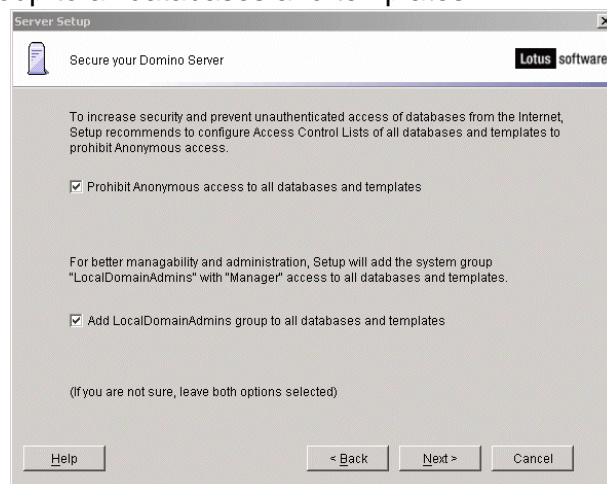 Server Setup
Secure your Domino Server
Lotus software
To increase security and prevent unauthenticated access of databases from the Internet,
Setup recommends to configure Access Control Lists of all databases and templates to
prohibit Anonymous access.
Prohibit Anonymous access to all databases and templates
For better managability and administration, Setup will add the system group
"LocalDomainAdmins" with "Manager" access to all databases and templates.
Add LocalDomainAdmins group to all databases and templates
(If you are not sure, leave both options selected)
Help
< Back
Next >
Cancel